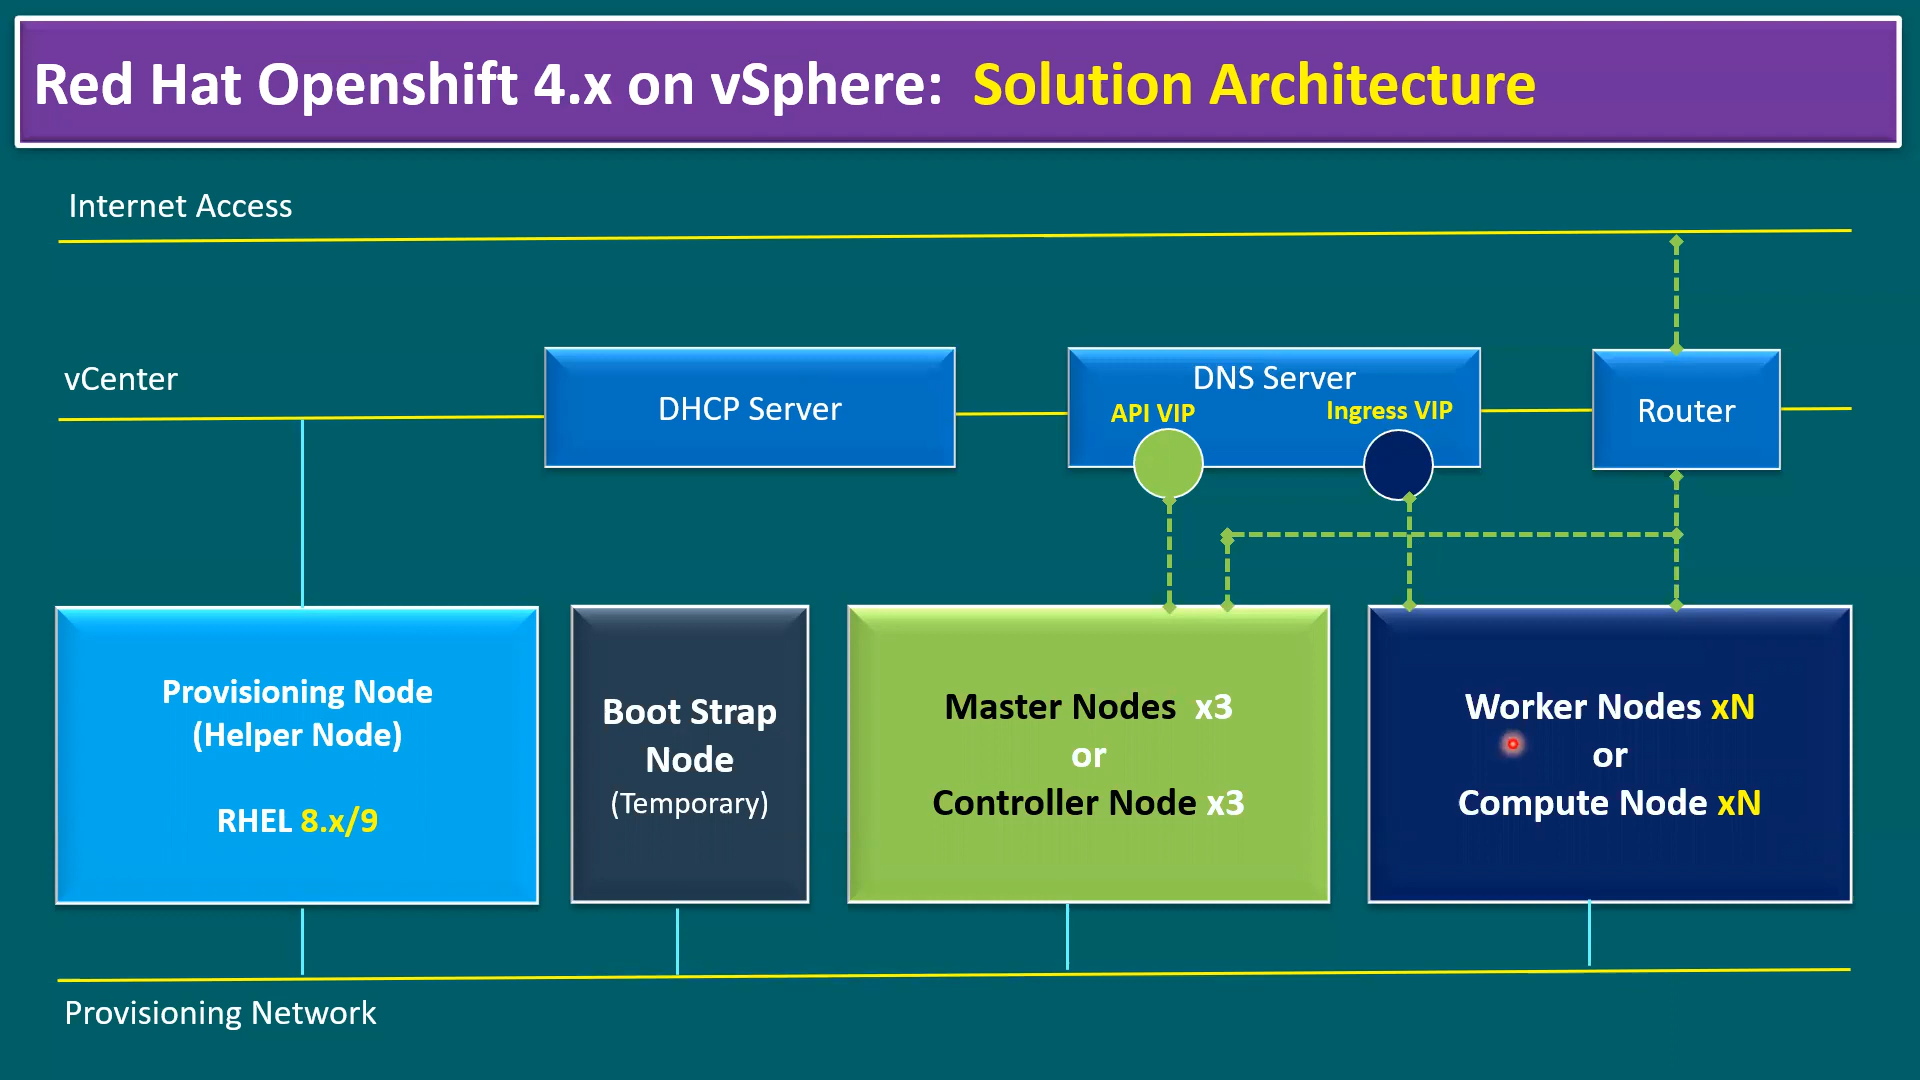 Red Hat Openshift 4.x on vSphere: Solution Architecture
Internet Access
vCenter
DHCP Server
DNS Server
API VIP
Ingress VIP
Router
Provisioning Node
(Helper Node)
RHEL 8.x/9
Boot Strap
Node
(Temporary)
Master Nodes x3
or
Controller Node x3
Worker Nodes xN
or
Compute Node xN
Provisioning Network